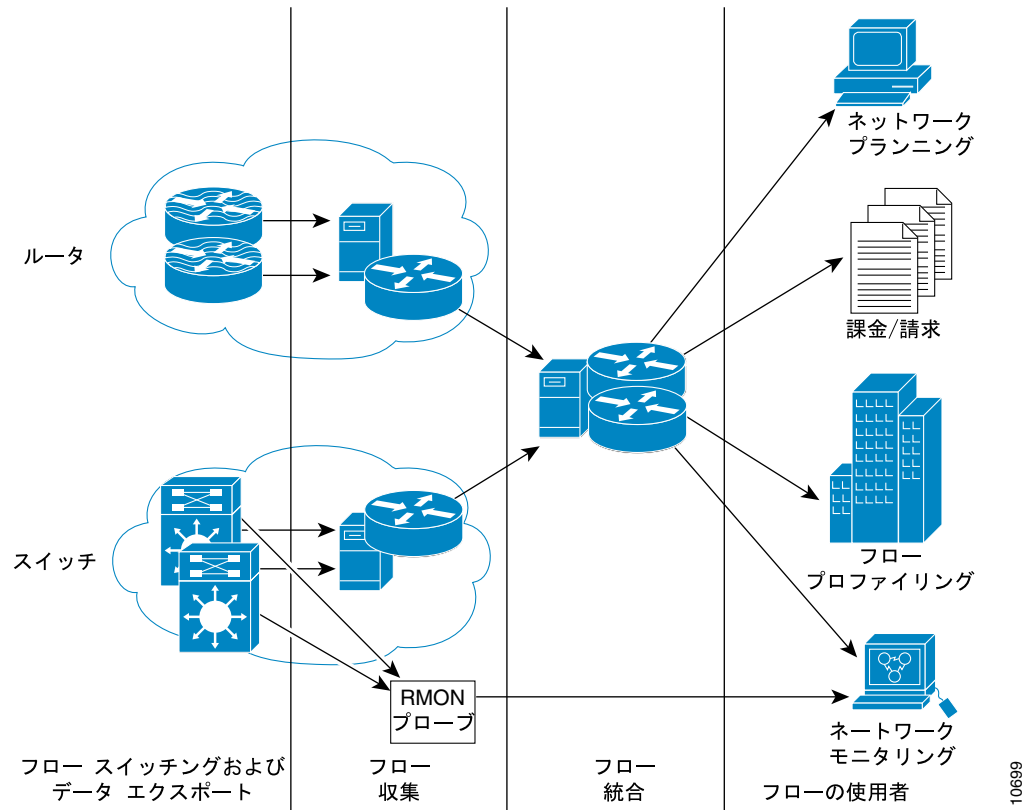 ネットワーク
プランニング
ルータ
課金/請求
スイッチ
フロー
プロファイリング
RMON
プローブ
ネートワーク
モニタリング
フロー スイッチングおよび
データ エクスポート
フロー
収集
フロー
統合
フローの使用者
10699